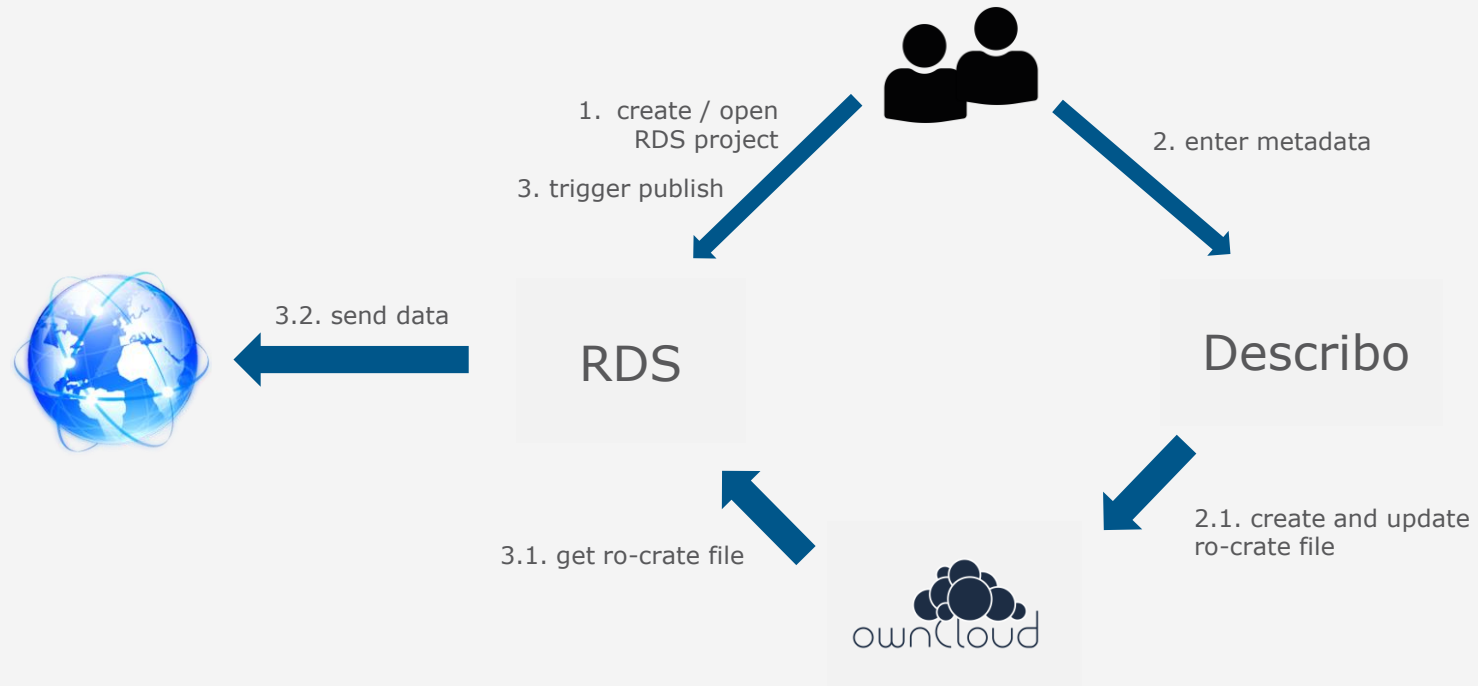 1. create / open
RDS project
2. enter metadata
3. trigger publish
3.2. send data
RDS
Describo
2.1. create and update
ro-crate file
3.1. get ro-crate file
ownCloud